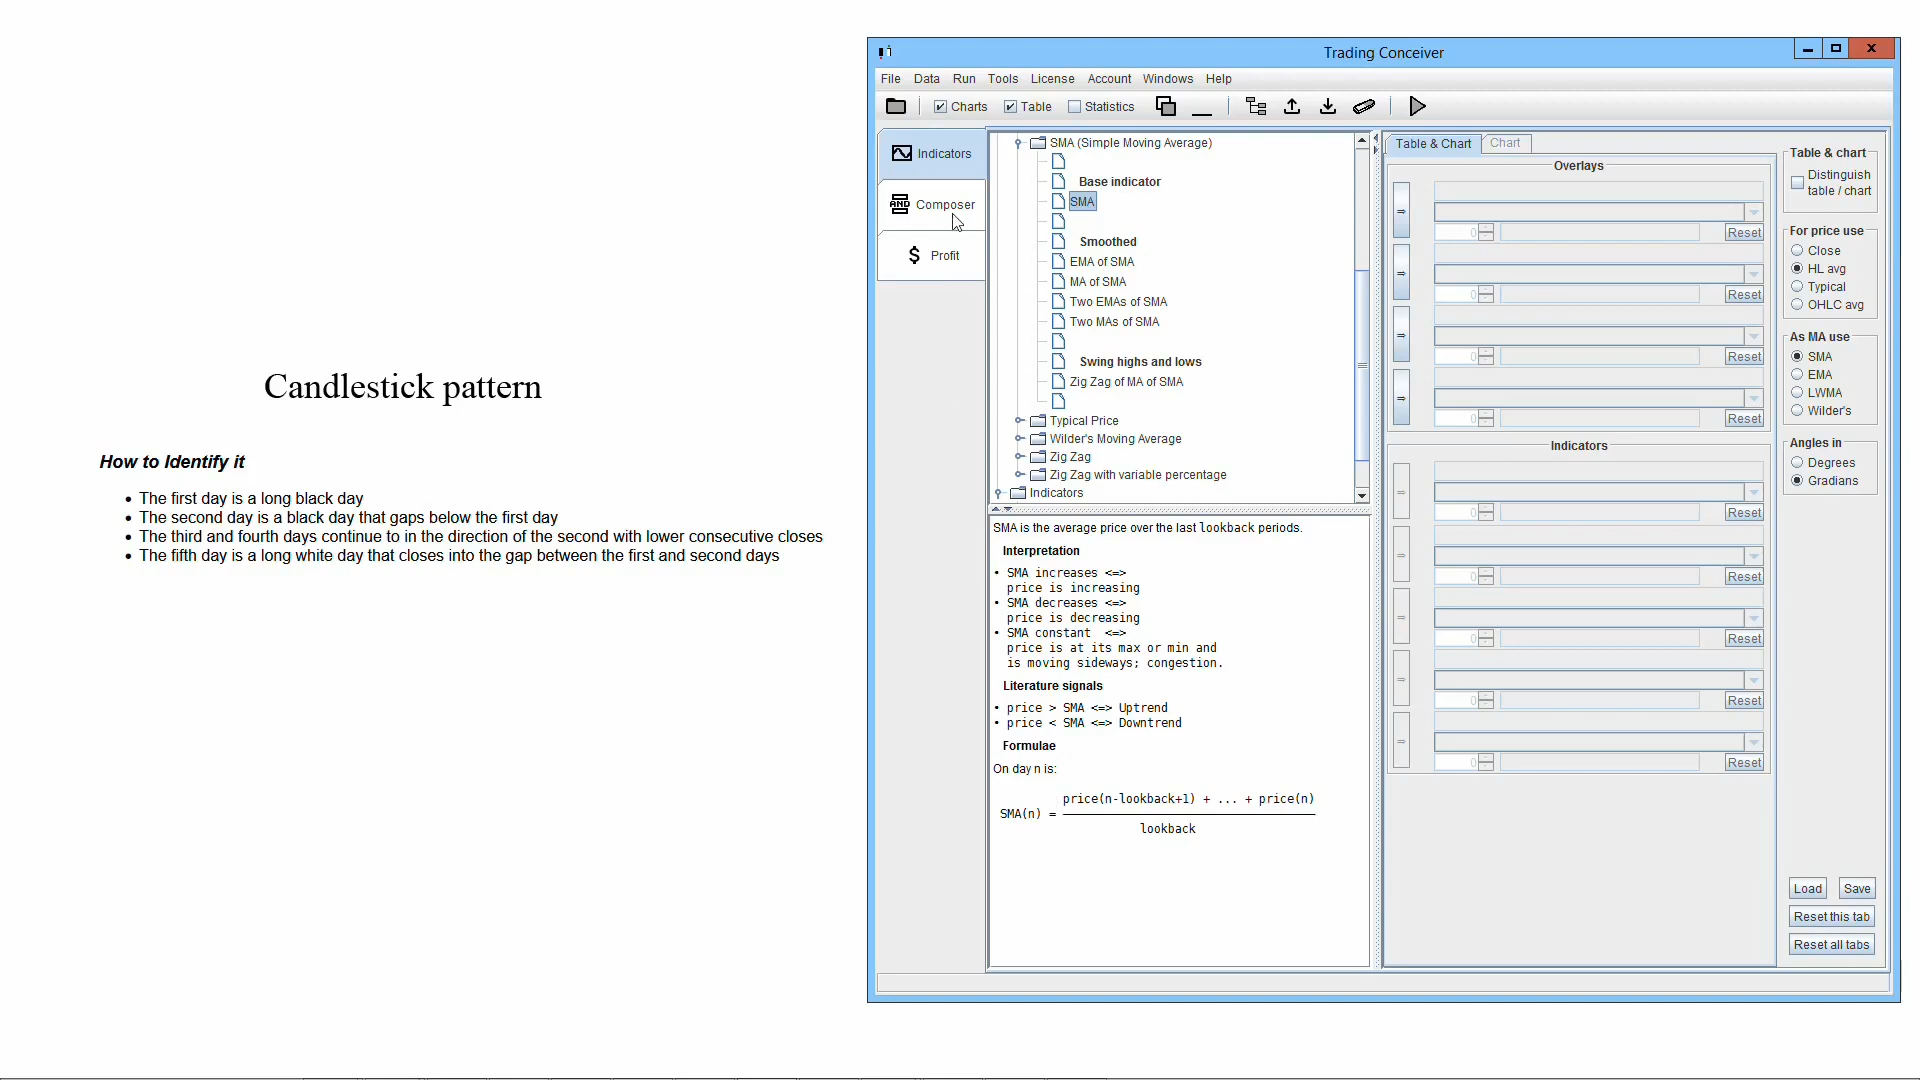 Candlestick pattern
How to Identify it
• The first day is a long black day
• The second day is a black day that gaps below the first day
• The third and fourth days continue to in the direction of the second with lower consecutive closes
• The fifth day is a long white day that closes into the gap between the first and second days
Trading Conceiver
File Data Run Tools License Account Windows Help
Charts Table Statistics
Indicators
AND Composer
$ Profit
SMA (Simple Moving Average)
Base indicator
SMA
Smoothed
EMA of SMA
MA of SMA
Two EMAs of SMA
Two MAs of SMA
Swing highs and lows
Zig Zag of MA of SMA
Typical Price
Wilder's Moving Average
Zig Zag
Zig Zag with variable percentage
Indicators
SMA is the average price over the last lookback periods.
Interpretation
• SMA increases <=>
price is increasing
• SMA decreases <=>
price is decreasing
• SMA constant <=>
price is at its max or min and
is moving sideways; congestion.
Literature signals
• price > SMA <=> Uptrend
• price < SMA <=> Downtrend
Formulae
On day n is:
price(n-lookback+1) + ... + price(n)
SMA(n) =
lookback
Table & Chart Chart
Overlays
0 Reset
0 Reset
0 Reset
0 Reset
Indicators
0 Reset
0 Reset
0 Reset
0 Reset
0 Reset
Table & chart
Distinguish
table / chart
For price use
Close
HL avg
Typical
OHLC avg
As MA use
SMA
EMA
LWMA
Wilder's
Angles in
Degrees
Gradians
Load Save
Reset this tab
Reset all tabs